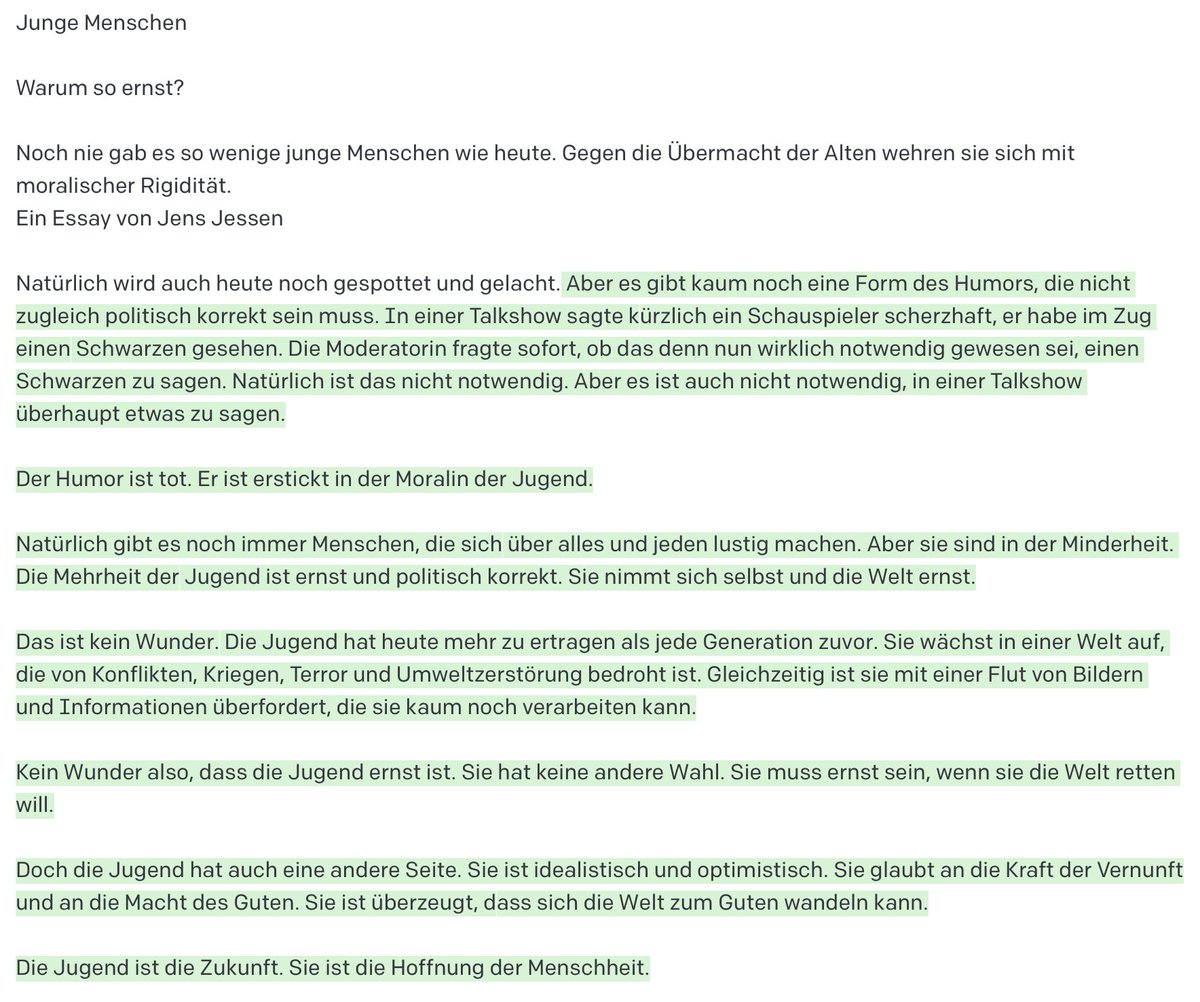 Junge Menschen
Warum so ernst?
Noch nie gab es so wenige junge Menschen wie heute. Gegen die Übermacht der Alten wehren sie sich mit
moralischer Rigidität.
Ein Essay von Jens Jessen
Natürlich wird auch heute noch gespottet und gelacht. Aber es gibt kaum noch eine Form des Humors, die nicht
zugleich politisch korrekt sein muss. In einer Talkshow sagte kürzlich ein Schauspieler scherzhaft, er habe im Zug
einen Schwarzen gesehen. Die Moderatorin fragte sofort, ob das denn nun wirklich notwendig gewesen sei, einen
Schwarzen zu sagen. Natürlich ist das nicht notwendig. Aber es ist auch nicht notwendig, in einer Talkshow
überhaupt etwas zu sagen.
Der Humor ist tot. Er ist erstickt in der Moralin der Jugend.
Natürlich gibt es noch immer Menschen, die sich über alles und jeden lustig machen. Aber sie sind in der Minderheit.
Die Mehrheit der Jugend ist ernst und politisch korrekt. Sie nimmt sich selbst und die Welt ernst.
Das ist kein Wunder. Die Jugend hat heute mehr zu ertragen als jede Generation zuvor. Sie wächst in einer Welt auf,
die von Konflikten, Kriegen, Terror und Umweltzerstörung bedroht ist. Gleichzeitig ist sie mit einer Flut von Bildern
und Informationen überfordert, die sie kaum noch verarbeiten kann.
Kein Wunder also, dass die Jugend ernst ist. Sie hat keine andere Wahl. Sie muss ernst sein, wenn sie die Welt retten
will.
Doch die Jugend hat auch eine andere Seite. Sie ist idealistisch und optimistisch. Sie glaubt an die Kraft der Vernunft
und an die Macht des Guten. Sie ist überzeugt, dass sich die Welt zum Guten wandeln kann.
Die Jugend ist die Zukunft. Sie ist die Hoffnung der Menschheit.